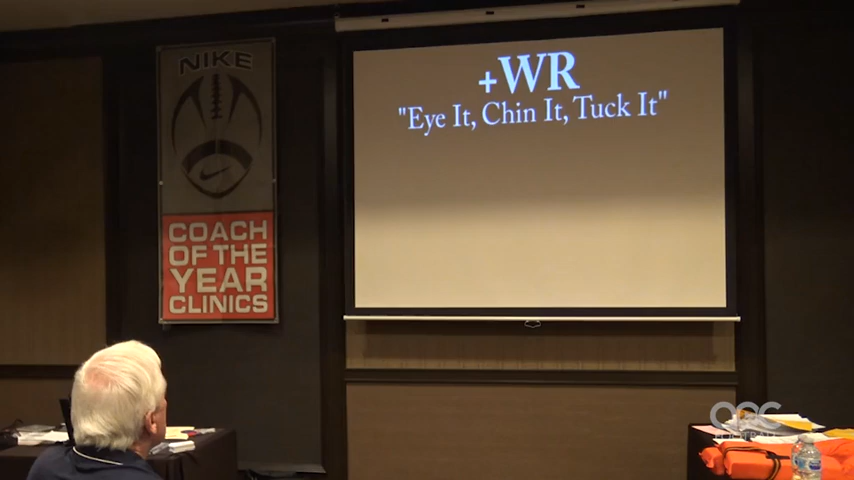 NIKE
COACH
OF THE
YEAR
CLINICS
+WR
"Eye It, Chin It, Tuck It"